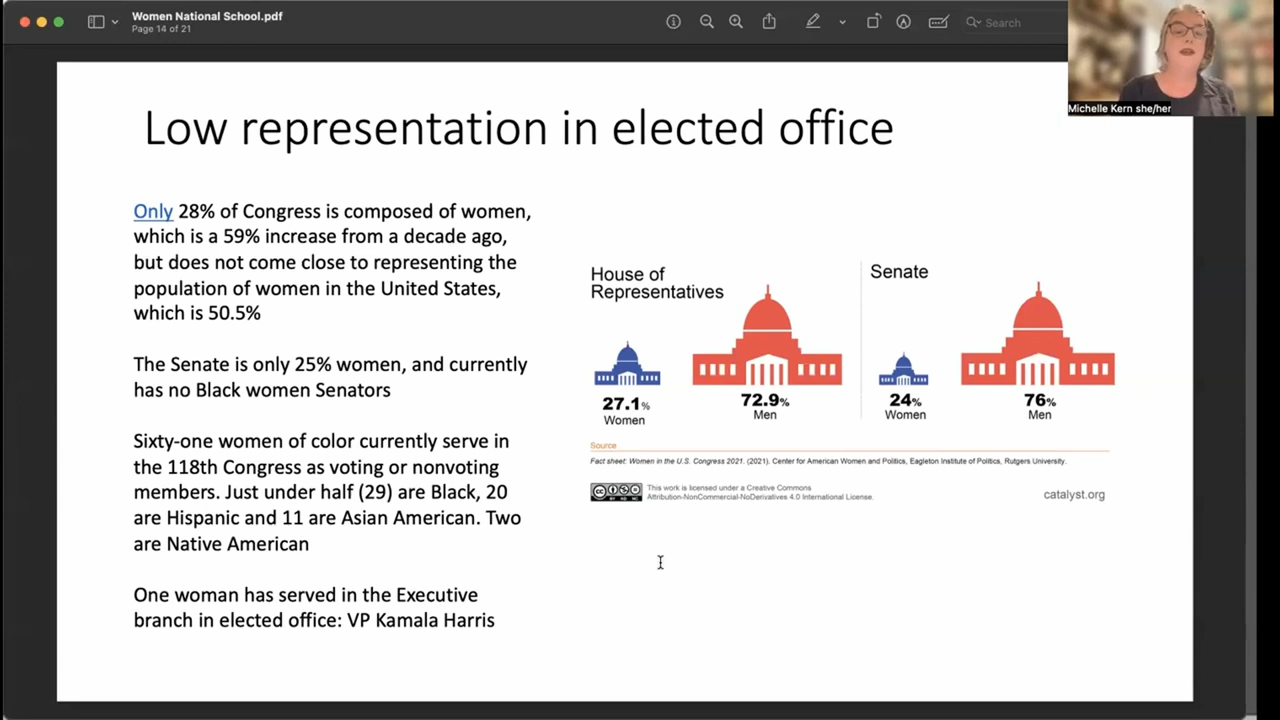 Women National School.pdf
Page 14 of 21
Search
Michelle Kern she/her
Low representation in elected office
Only 28% of Congress is composed of women,
which is a 59% increase from a decade ago,
but does not come close to representing the
population of women in the United States,
which is 50.5%
The Senate is only 25% women, and currently
has no Black women Senators
Sixty-one women of color currently serve in
the 118th Congress as voting or nonvoting
members. Just under half (29) are Black, 20
are Hispanic and 11 are Asian American. Two
are Native American
One woman has served in the Executive
branch in elected office: VP Kamala Harris
House of
Representatives
27.1%
Women
72.9%
Men
Senate
24%
Women
76%
Men
Source
Fact sheet: Women in the U.S. Congress 2021. (2021). Center for American Women and Politics, Eagleton Institute of Politics, Rutgers University.
CC
BY NC ND
This work is licensed under a Creative Commons
Attribution-NonCommercial-NoDerivatives 4.0 International License.
catalyst.org